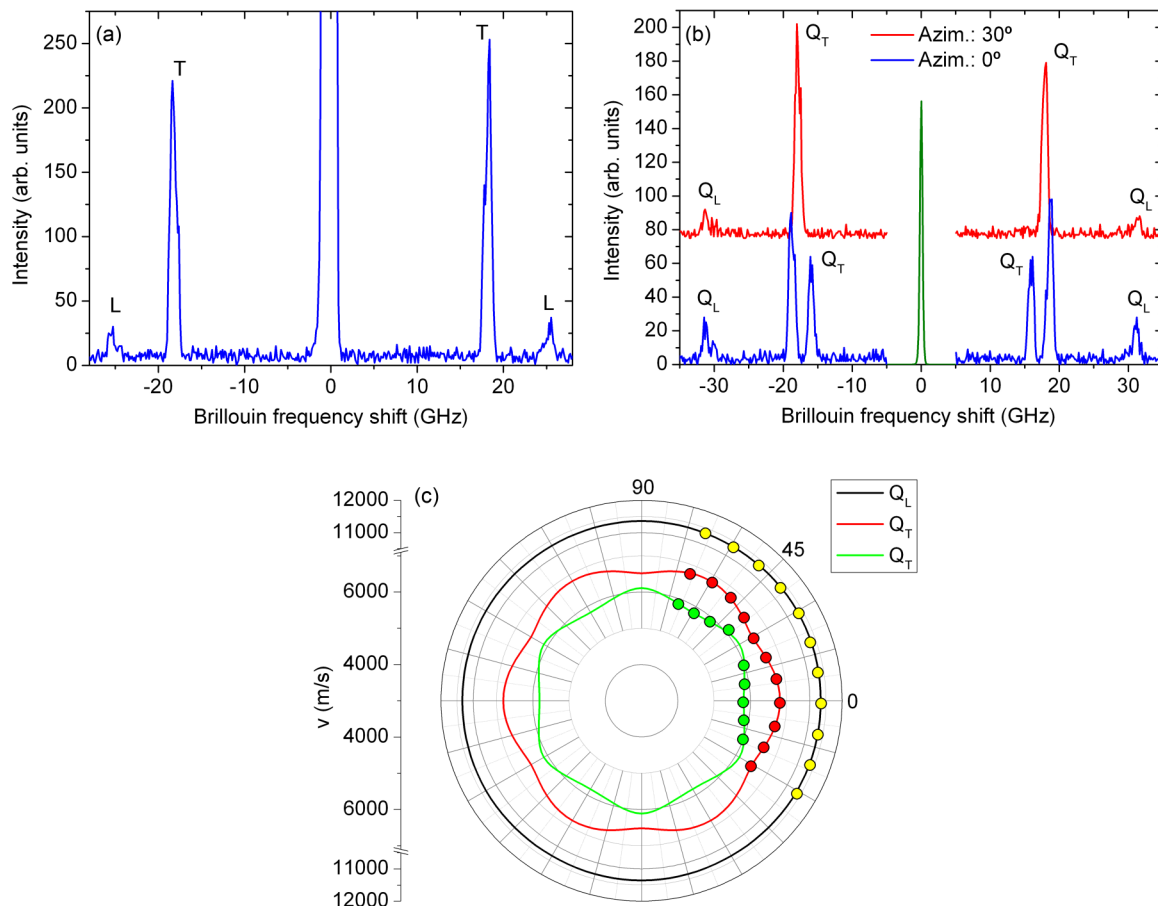 (a)
T
T
L
L
250
200
150
100
50
0
-20
-10
0
10
20
Intensity (arb. units)
Brillouin frequency shift (GHz)
(b)
Azim.: 30º
Azim.: 0º
Q_T
Q_T
Q_L
Q_L
Q_T
Q_T
Q_L
Q_L
200
180
160
140
120
100
80
60
40
20
0
-30
-20
-10
0
10
20
30
Intensity (arb. units)
Brillouin frequency shift (GHz)
(c)
90
45
0
12000
11000
6000
4000
4000
6000
11000
12000
v (m/s)
Q_L
Q_T
Q_T